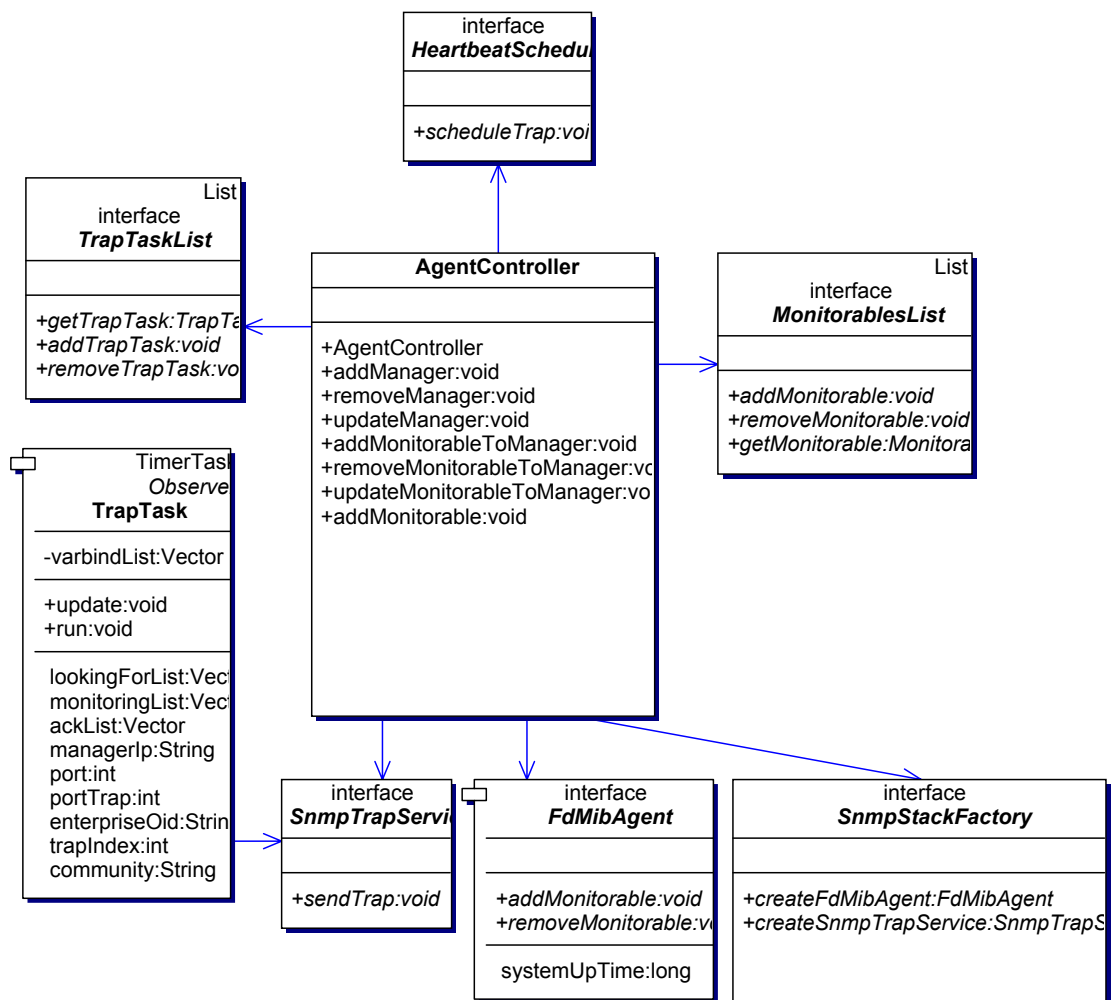 interface
HeartbeatSchedul
+scheduleTrap:voi
List
interface
TrapTaskList
+getTrapTask:TrapTa
+addTrapTask:void
+removeTrapTask:vo
AgentController
+AgentController
+addManager:void
+removeManager:void
+updateManager:void
+addMonitorableToManager:void
+removeMonitorableToManager:vo
+updateMonitorableToManager:vo
+addMonitorable:void
List
interface
MonitorablesList
+addMonitorable:void
+removeMonitorable:void
+getMonitorable:Monitora
TimerTask
Observer
TrapTask
-varbindList:Vector
+update:void
+run:void
lookingForList:Vect
monitoringList:Vect
ackList:Vector
managerIp:String
port:int
portTrap:int
enterpriseOid:Strin
trapIndex:int
community:String
interface
SnmpTrapServic
+sendTrap:void
interface
FdMibAgent
+addMonitorable:void
+removeMonitorable:vo
systemUpTime:long
interface
SnmpStackFactory
+createFdMibAgent:FdMibAgent
+createSnmpTrapService:SnmpTrapS